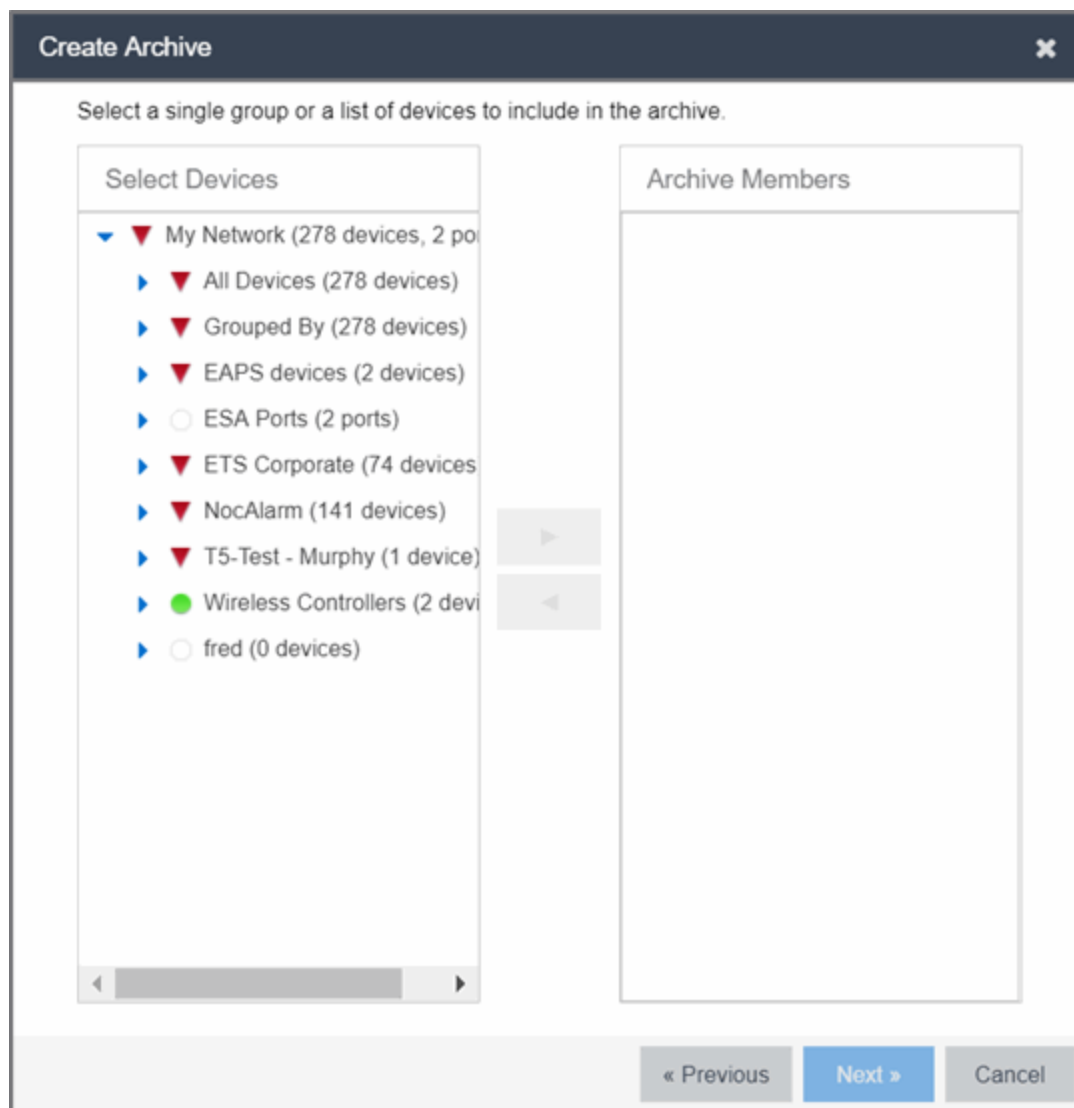 Create Archive
Select a single group or a list of devices to include in the archive.
Select Devices
Archive Members
My Network (278 devices, 2 por
All Devices (278 devices)
Grouped By (278 devices)
EAPS devices (2 devices)
ESA Ports (2 ports)
ETS Corporate (74 devices
NocAlarm (141 devices)
T5-Test - Murphy (1 device)
Wireless Controllers (2 devi
fred (0 devices)
« Previous
Next »
Cancel